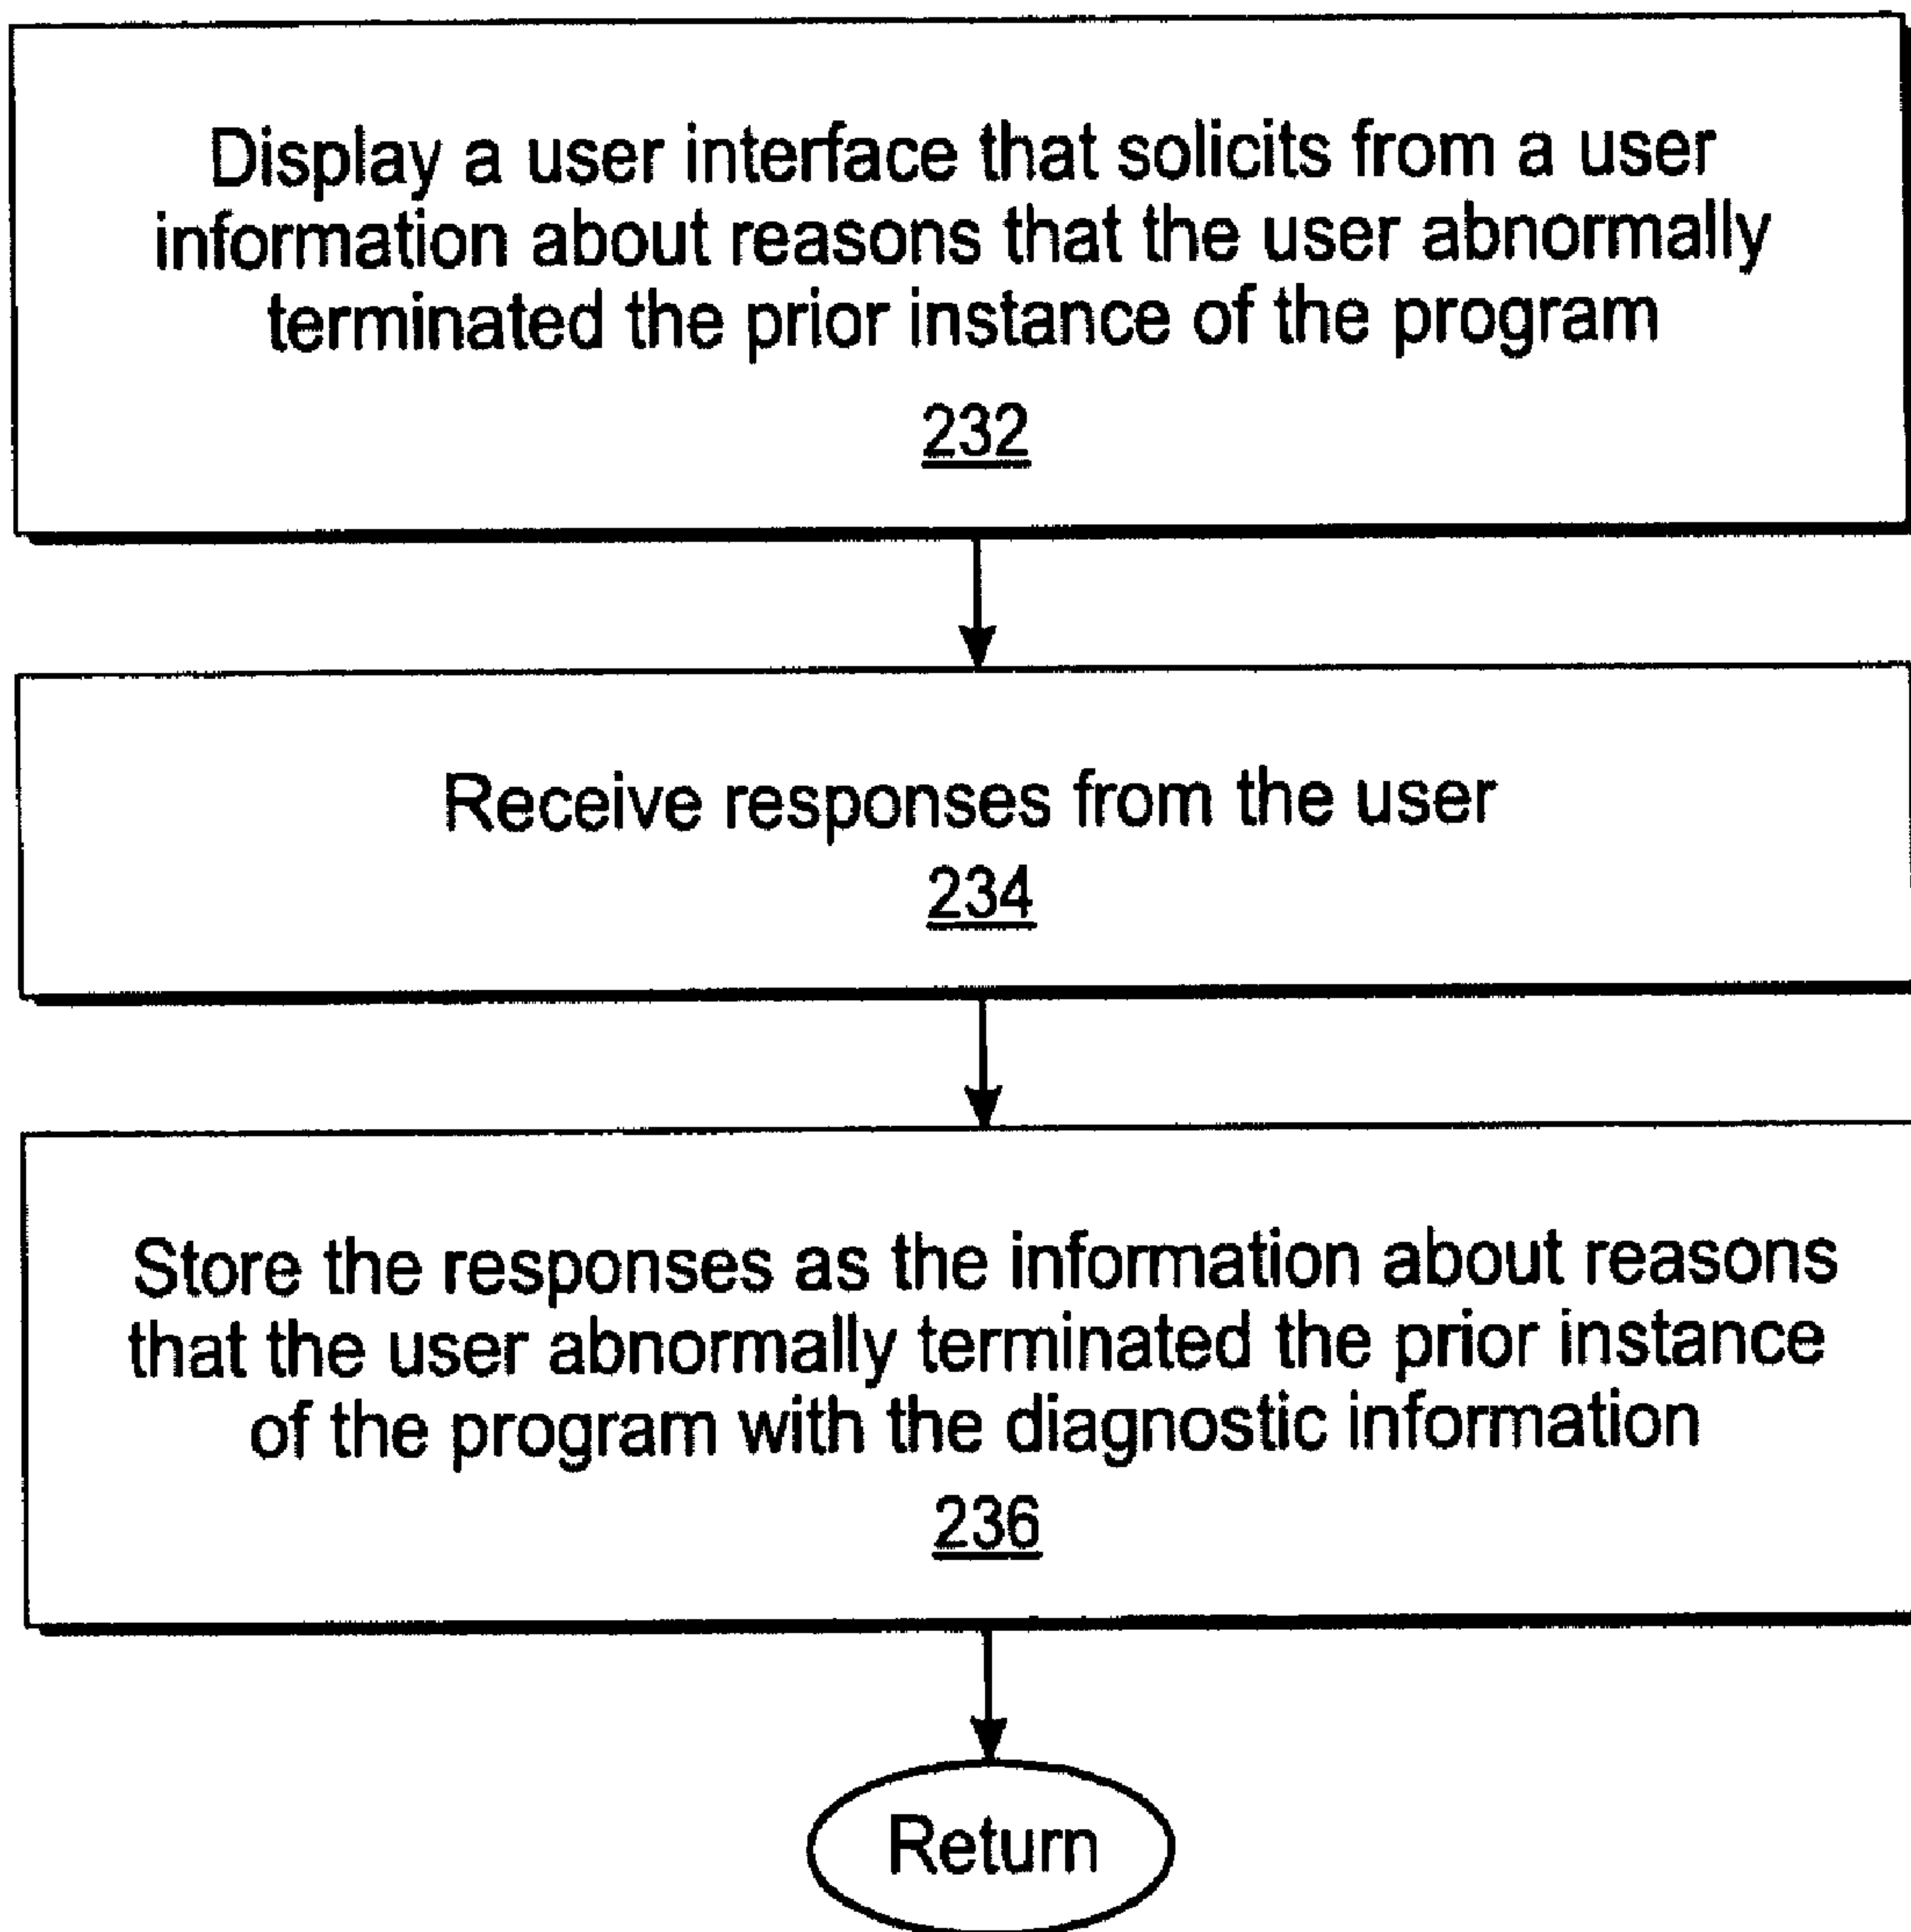 Display a user interface that solicits from a user
information about reasons that the user abnormally
terminated the prior instance of the program
232
Receive responses from the user
234
Store the responses as the information about reasons
that the user abnormally terminated the prior instance
of the program with the diagnostic information
236
Return